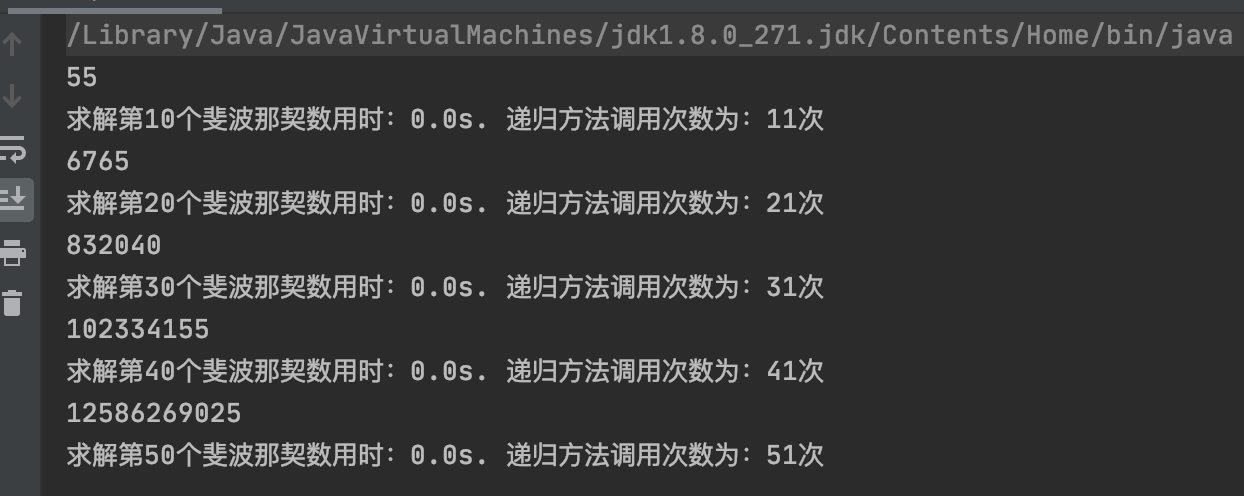 /Library/Java/JavaVirtualMachines/jdk1.8.0_271.jdk/Contents/Home/bin/java
55
求解第10个斐波那契数用时：0.0s. 递归方法调用次数为：11次
6765
求解第20个斐波那契数用时：0.0s. 递归方法调用次数为：21次
832040
求解第30个斐波那契数用时：0.0s. 递归方法调用次数为：31次
102334155
求解第40个斐波那契数用时：0.0s. 递归方法调用次数为：41次
12586269025
求解第50个斐波那契数用时：0.0s. 递归方法调用次数为：51次